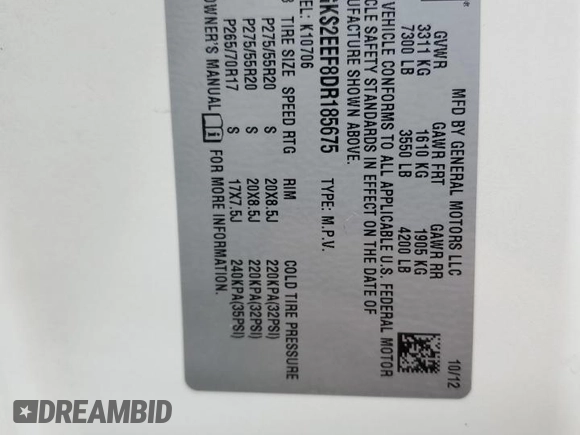 MFD BY GENERAL MOTORS LLC
10/12
GVWR GAWR FRT GAWR RR
3311 KG 1610 KG 1905 KG
7300 LB 3550 LB 4200 LB
VEHICLE CONFORMS TO ALL APPLICABLE U.S. FEDERAL MOTOR
CLE SAFETY STANDARDS IN EFFECT ON THE DATE OF
UFACTURE SHOWN ABOVE.
GKS2EEF8DR185675 TYPE: M.P.V.
EL: K10706
TIRE SIZE SPEED RTG RIM COLD TIRE PRESSURE
P275/55R20 S 20X8.5J 220KPA(32PSI)
P275/55R20 S 20X8.5J 220KPA(32PSI)
P265/70R17 S 17X7.5J 240KPA(35PSI)
OWNER'S MANUAL FOR MORE INFORMATION.
DREAMBID